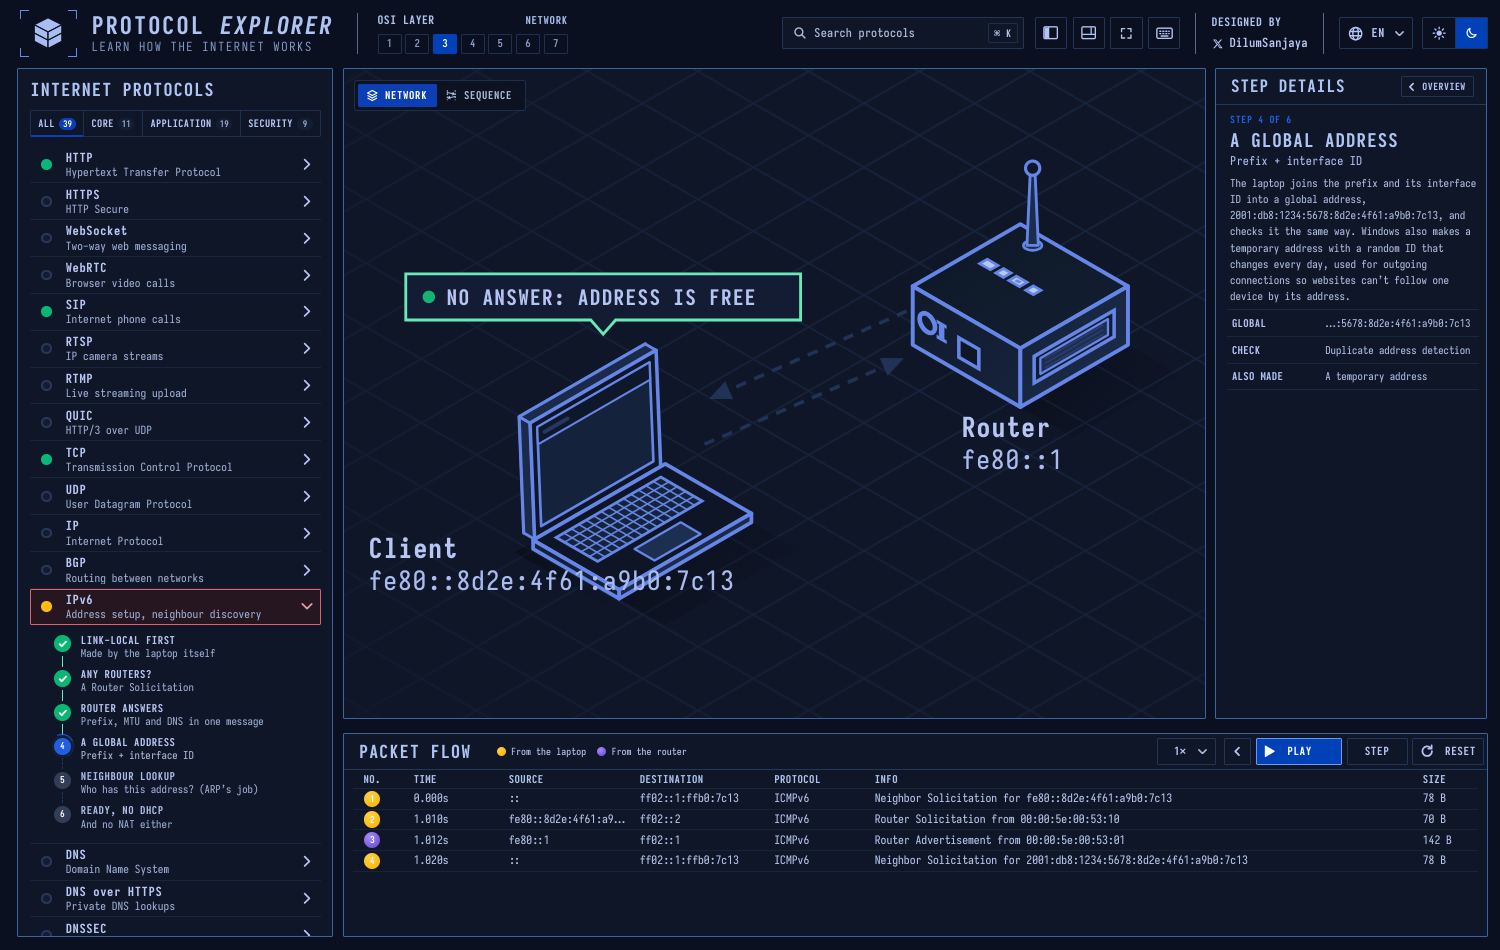 PROTOCOL EXPLORER
LEARN HOW THE INTERNET WORKS
OSI LAYER NETWORK
1 2 3 4 5 6 7
Search protocols ⌘ K
DESIGNED BY
DilumSanjaya
EN
INTERNET PROTOCOLS
ALL 39 CORE 11 APPLICATION 19 SECURITY 9
HTTP
Hypertext Transfer Protocol
HTTPS
HTTP Secure
WebSocket
Two-way web messaging
WebRTC
Browser video calls
SIP
Internet phone calls
RTSP
IP camera streams
RTMP
Live streaming upload
QUIC
HTTP/3 over UDP
TCP
Transmission Control Protocol
UDP
User Datagram Protocol
IP
Internet Protocol
BGP
Routing between networks
IPv6
Address setup, neighbour discovery
LINK-LOCAL FIRST
Made by the laptop itself
ANY ROUTERS?
A Router Solicitation
ROUTER ANSWERS
Prefix, MTU and DNS in one message
4 A GLOBAL ADDRESS
Prefix + interface ID
5 NEIGHBOUR LOOKUP
Who has this address? (ARP's job)
6 READY, NO DHCP
And no NAT either
DNS
Domain Name System
DNS over HTTPS
Private DNS lookups
DNSSEC
NETWORK SEQUENCE
NO ANSWER: ADDRESS IS FREE
Router
fe80::1
Client
fe80::8d2e:4f61:a9b0:7c13
STEP DETAILS OVERVIEW
STEP 4 OF 6
A GLOBAL ADDRESS
Prefix + interface ID
The laptop joins the prefix and its interface
ID into a global address,
2001:db8:1234:5678:8d2e:4f61:a9b0:7c13, and
checks it the same way. Windows also makes a
temporary address with a random ID that
changes every day, used for outgoing
connections so websites can't follow one
device by its address.
GLOBAL …:5678:8d2e:4f61:a9b0:7c13
CHECK Duplicate address detection
ALSO MADE A temporary address
PACKET FLOW From the laptop From the router 1× PLAY STEP RESET
NO. TIME SOURCE DESTINATION PROTOCOL INFO SIZE
1 0.000s :: ff02::1:ffb0:7c13 ICMPv6 Neighbor Solicitation for fe80::8d2e:4f61:a9b0:7c13 78 B
2 1.010s fe80::8d2e:4f61:a9... ff02::2 ICMPv6 Router Solicitation from 00:00:5e:00:53:10 70 B
3 1.012s fe80::1 ff02::1 ICMPv6 Router Advertisement from 00:00:5e:00:53:01 142 B
4 1.020s :: ff02::1:ffb0:7c13 ICMPv6 Neighbor Solicitation for 2001:db8:1234:5678:8d2e:4f61:a9b0:7c13 78 B